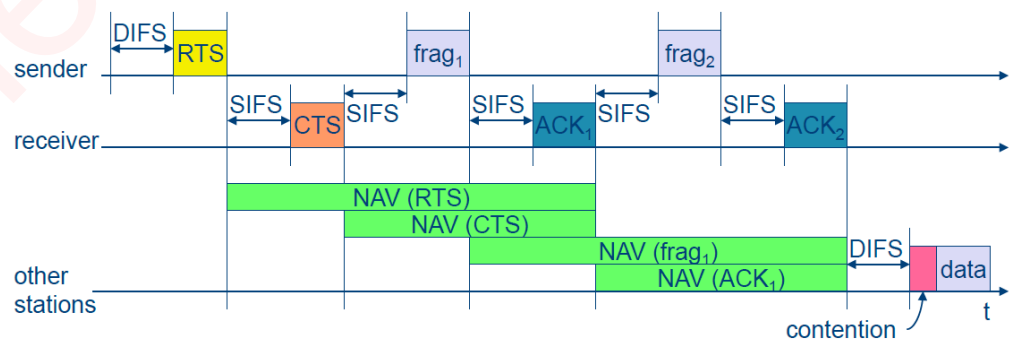 DIFS
RTS
frag₁
frag₂
sender
SIFS
CTS
SIFS
SIFS
ACK₁
SIFS
SIFS
ACK₂
receiver
NAV (RTS)
NAV (CTS)
NAV (frag₁)
NAV (ACK₁)
DIFS
data
other
stations
t
contention